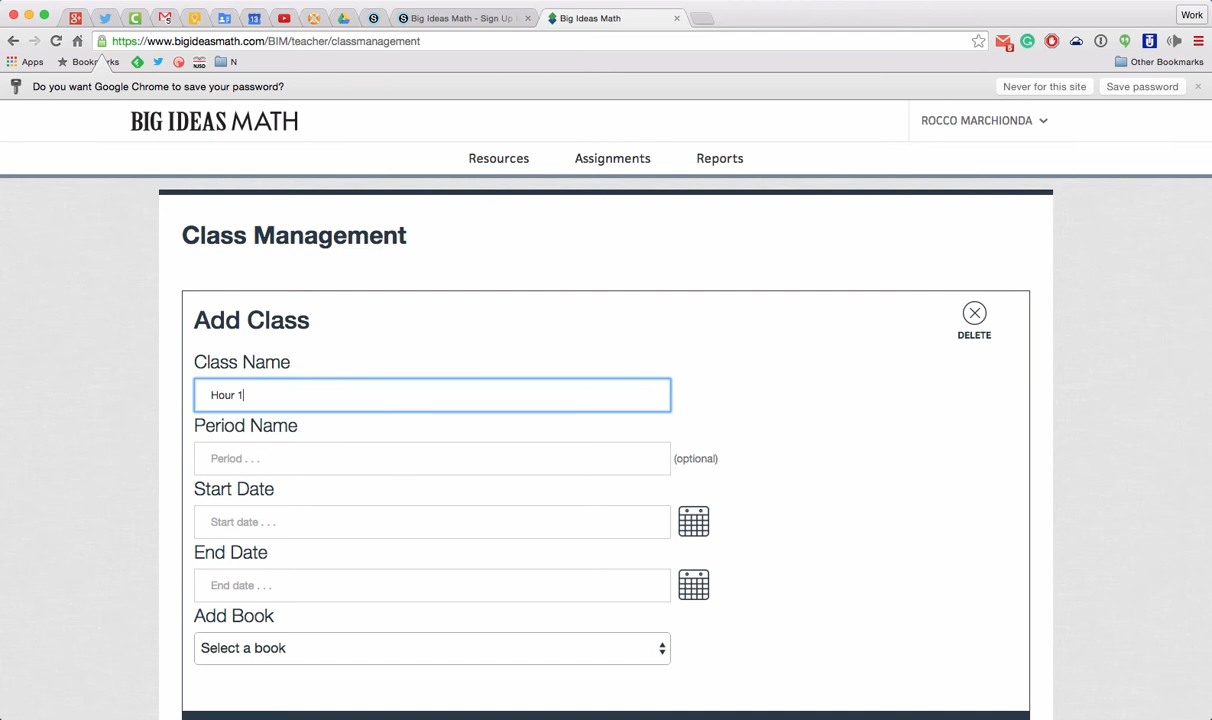 Big Ideas Math - Sign Up
Big Ideas Math
Work
https://www.bigideasmath.com/BIM/teacher/classmanagement
Apps
Bookmarks
N
Other Bookmarks
Do you want Google Chrome to save your password?
Never for this site
Save password
BIG IDEAS MATH
ROCCO MARCHIONDA
Resources
Assignments
Reports
Class Management
Add Class
DELETE
Class Name
Hour 1
Period Name
Period . . .
(optional)
Start Date
Start date . . .
End Date
End date . . .
Add Book
Select a book